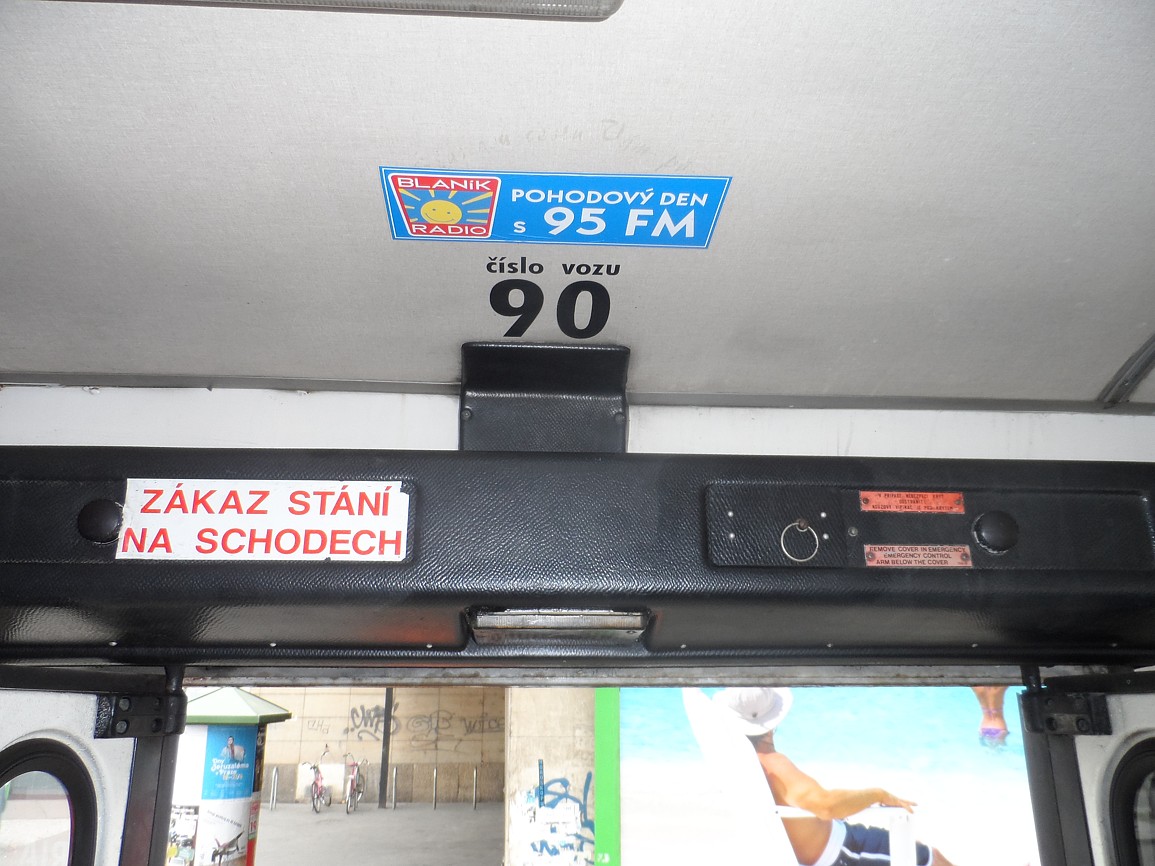 BLANíK
RADIO
POHODOVÝ DEN
s 95 FM
číslo vozu
90
ZÁKAZ STÁNÍ
NA SCHODECH
REMOVE COVER IN EMERGENCY
EMERGENCY CONTROL
ARM BELOW THE COVER